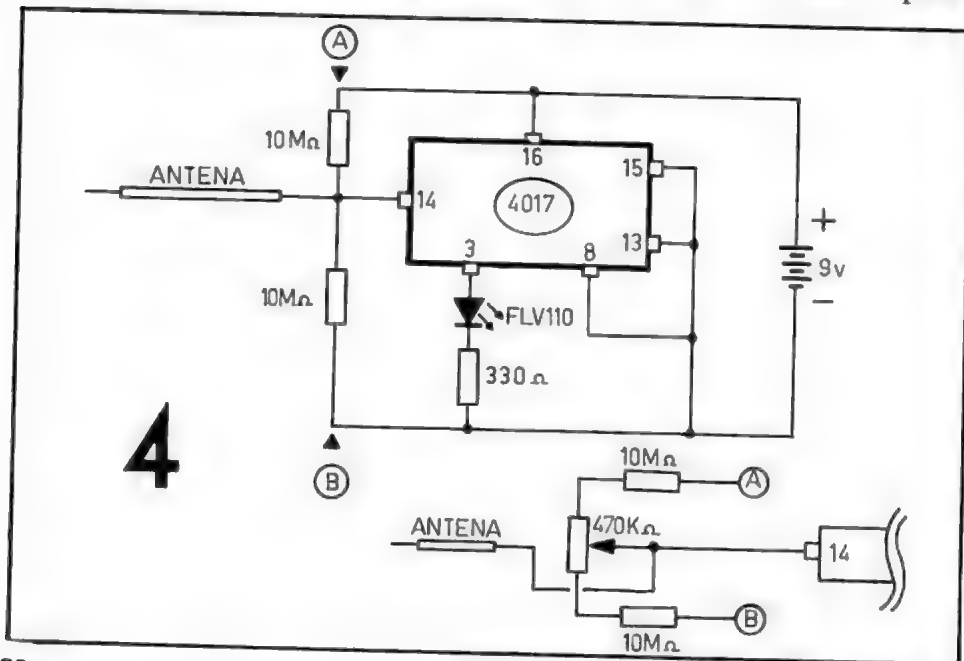 A
10MΩ
ANTENA
16
15
14
4017
13
3
8
+
9v
-
10MΩ
FLV110
330Ω
4
B
10MΩ
A
ANTENA
470KΩ
14
B
10MΩ